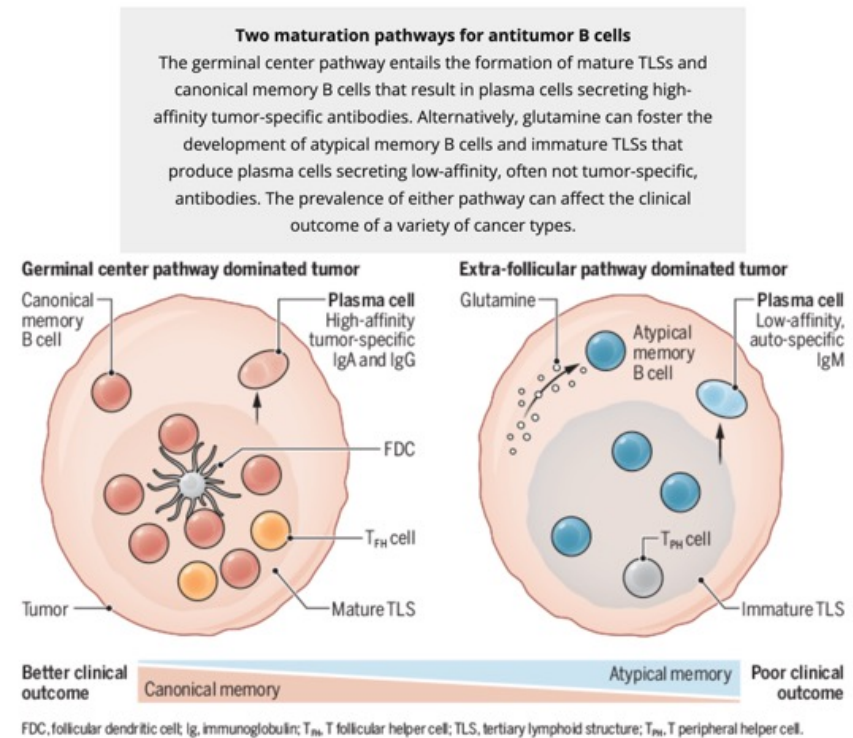 Two maturation pathways for antitumor B cells
The germinal center pathway entails the formation of mature TLSs and
canonical memory B cells that result in plasma cells secreting high-
affinity tumor-specific antibodies. Alternatively, glutamine can foster the
development of atypical memory B cells and immature TLSs that
produce plasma cells secreting low-affinity, often not tumor-specific,
antibodies. The prevalence of either pathway can affect the clinical
outcome of a variety of cancer types.
Germinal center pathway dominated tumor
Canonical
memory
B cell
Plasma cell
High-affinity
tumor-specific
IgA and IgG
FDC
TFH cell
Tumor
Mature TLS
Extra-follicular pathway dominated tumor
Glutamine
Atypical
memory
B cell
Plasma cell
Low-affinity,
auto-specific
IgM
TPH cell
Immature TLS
Better clinical
outcome
Canonical memory
Atypical memory
Poor clinical
outcome
FDC, follicular dendritic cell; Ig, immunoglobulin; TFH, T follicular helper cell; TLS, tertiary lymphoid structure; TPH, T peripheral helper cell.